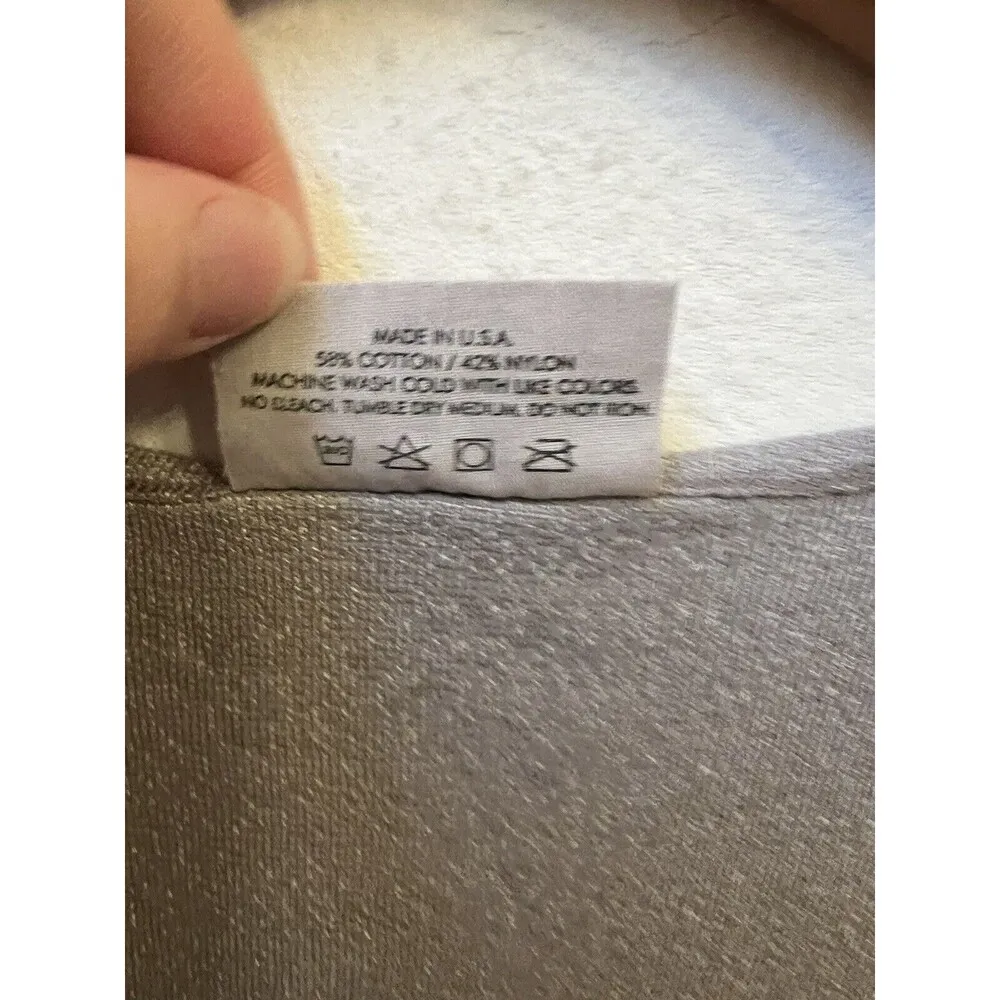 MADE IN U.S.A.
58% COTTON / 42% NYLON
MACHINE WASH COLD WITH LIKE COLORS.
NO BLEACH. TUMBLE DRY MEDIUM. DO NOT IRON.